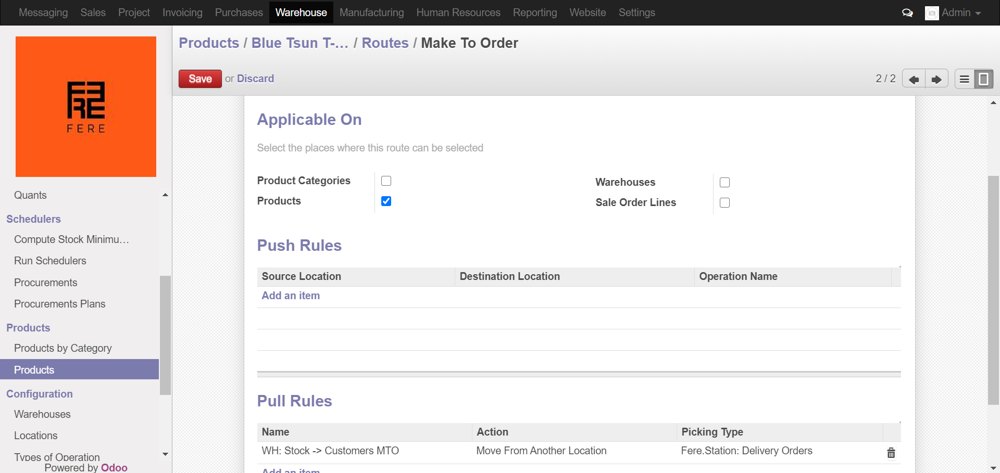 Messaging Sales Project Invoicing Purchases Warehouse Manufacturing Human Resources Reporting Website Settings Admin
FERE
FERE
Products / Blue Tsun T-... / Routes / Make To Order
Save or Discard
2 / 2
Quants
Schedulers
Compute Stock Minimu...
Run Schedulers
Procurements
Procurements Plans
Products
Products by Category
Products
Configuration
Warehouses
Locations
Types of Operation
Powered by Odoo
Applicable On
Select the places where this route can be selected
Product Categories
Products
Warehouses
Sale Order Lines
Push Rules
Source Location Destination Location Operation Name
Add an item
Pull Rules
Name Action Picking Type
WH: Stock -> Customers MTO Move From Another Location Fere.Station: Delivery Orders
Add an item